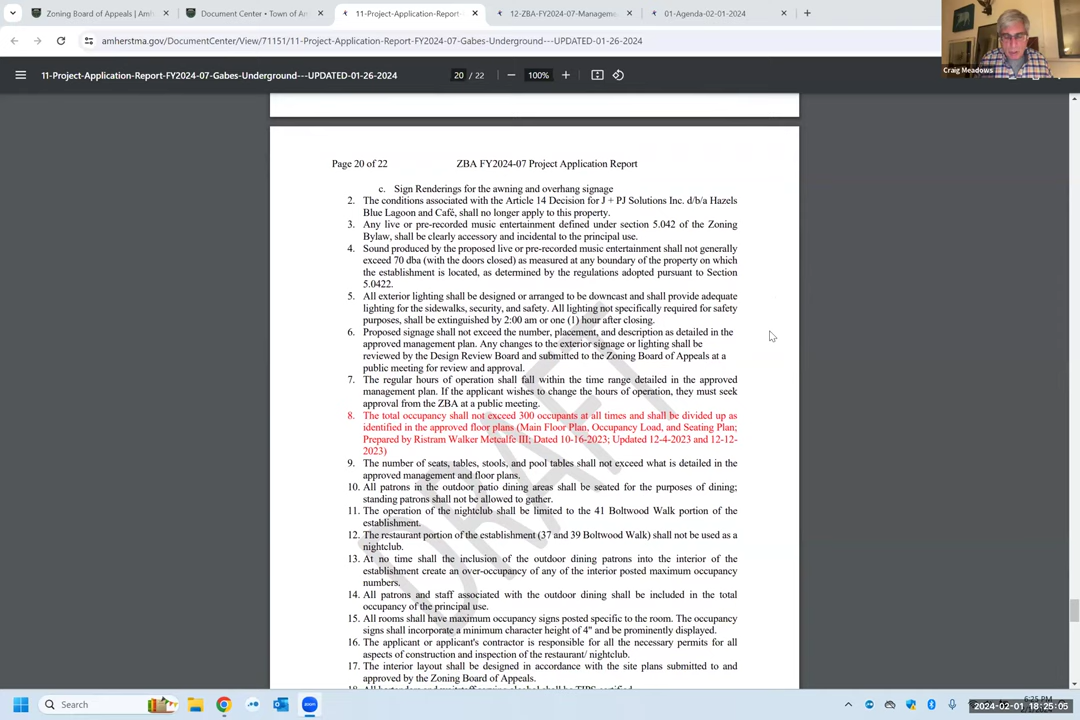 Zoning Board of Appeals | Amh
Document Center • Town of Am
11-Project-Application-Report-
12-ZBA-FY2024-07-Managem
01-Agenda-02-01-2024
amherstma.gov/DocumentCenter/View/71151/11-Project-Application-Report-FY2024-07-Gabes-Underground---UPDATED-01-26-2024
Craig Meadows
11-Project-Application-Report-FY2024-07-Gabes-Underground---UPDATED-01-26-2024
20 / 22
100%
Page 20 of 22
ZBA FY2024-07 Project Application Report
c. Sign Renderings for the awning and overhang signage
2. The conditions associated with the Article 14 Decision for J + PJ Solutions Inc. d/b/a Hazels
Blue Lagoon and Café, shall no longer apply to this property.
3. Any live or pre-recorded music entertainment defined under section 5.042 of the Zoning
Bylaw, shall be clearly accessory and incidental to the principal use.
4. Sound produced by the proposed live or pre-recorded music entertainment shall not generally
exceed 70 dba (with the doors closed) as measured at any boundary of the property on which
the establishment is located, as determined by the regulations adopted pursuant to Section
5.0422.
5. All exterior lighting shall be designed or arranged to be downcast and shall provide adequate
lighting for the sidewalks, security, and safety. All lighting not specifically required for safety
purposes, shall be extinguished by 2:00 am or one (1) hour after closing.
6. Proposed signage shall not exceed the number, placement, and description as detailed in the
approved management plan. Any changes to the exterior signage or lighting shall be
reviewed by the Design Review Board and submitted to the Zoning Board of Appeals at a
public meeting for review and approval.
7. The regular hours of operation shall fall within the time range detailed in the approved
management plan. If the applicant wishes to change the hours of operation, they must seek
approval from the ZBA at a public meeting.
8. The total occupancy shall not exceed 300 occupants at all times and shall be divided up as
identified in the approved floor plans (Main Floor Plan, Occupancy Load, and Seating Plan;
Prepared by Ristram Walker Metcalfe III; Dated 10-16-2023; Updated 12-4-2023 and 12-12-
2023)
9. The number of seats, tables, stools, and pool tables shall not exceed what is detailed in the
approved management and floor plans.
10. All patrons in the outdoor patio dining areas shall be seated for the purposes of dining;
standing patrons shall not be allowed to gather.
11. The operation of the nightclub shall be limited to the 41 Boltwood Walk portion of the
establishment.
12. The restaurant portion of the establishment (37 and 39 Boltwood Walk) shall not be used as a
nightclub.
13. At no time shall the inclusion of the outdoor dining patrons into the interior of the
establishment create an over-occupancy of any of the interior posted maximum occupancy
numbers.
14. All patrons and staff associated with the outdoor dining shall be included in the total
occupancy of the principal use.
15. All rooms shall have maximum occupancy signs posted specific to the room. The occupancy
signs shall incorporate a minimum character height of 4" and be prominently displayed.
16. The applicant or applicant's contractor is responsible for all the necessary permits for all
aspects of construction and inspection of the restaurant/ nightclub.
17. The interior layout shall be designed in accordance with the site plans submitted to and
approved by the Zoning Board of Appeals.
18. All bartenders and waitstaff serving alcohol shall be TIPS certified.
DRAFT
Search
6:25 PM
2024-02-01 18:25:05